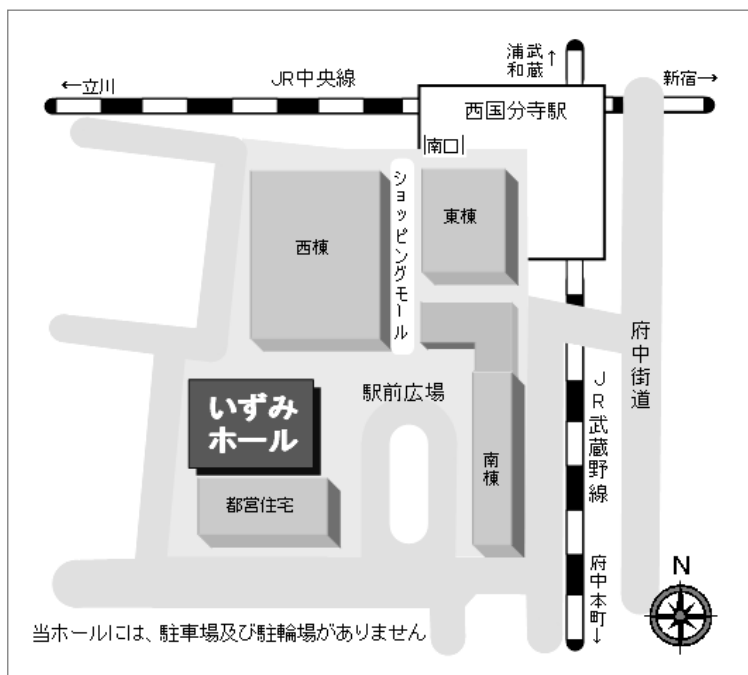 浦和
武蔵
↑
←立川
JR中央線
新宿→
西国分寺駅
南口
ショッピングモール
東棟
西棟
府中街道
駅前広場
JR武蔵野線
いずみ
ホール
南棟
都営住宅
府中本町→
N
当ホールには、駐車場及び駐輪場がありません